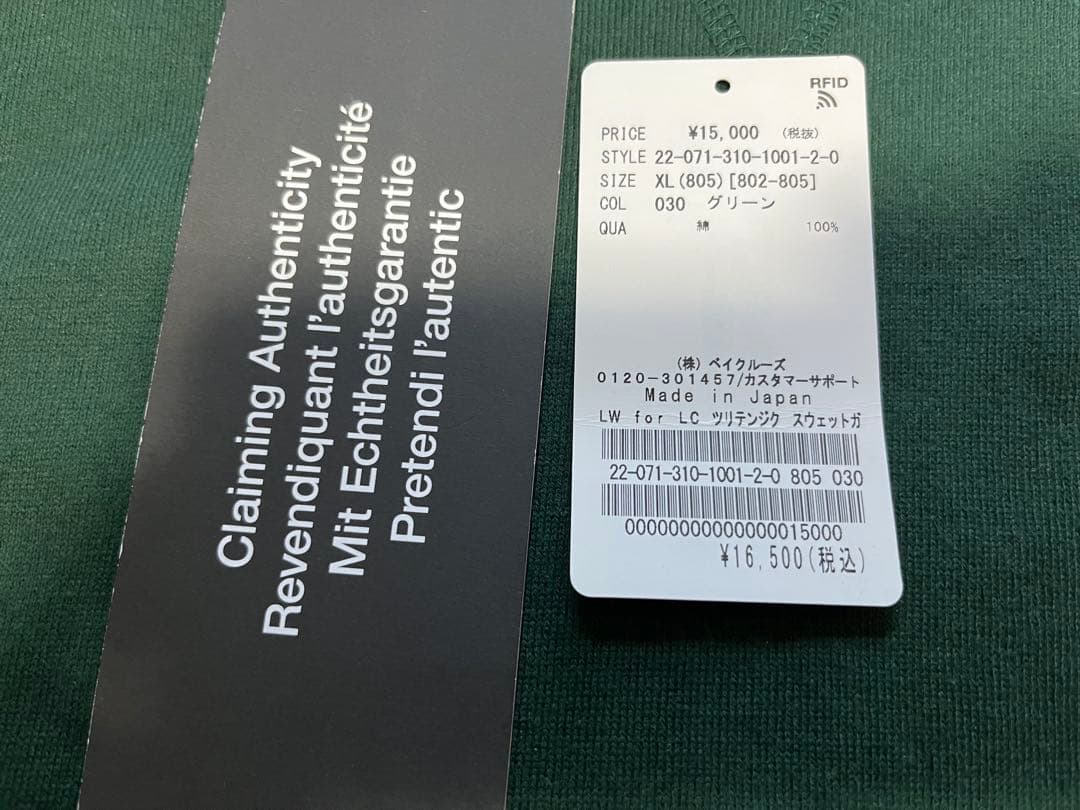 Claiming Authenticity
Revendiquant l'authenticité
Mit Echtheitsgarantie
Pretendi l'autentic
RFID
PRICE ¥15,000 (税抜)
STYLE 22-071-310-1001-2-0
SIZE XL(805)[802-805]
COL 030 グリーン
QUA 綿 100%
(株)ベイクルーズ
0120-301457/カスタマーサポート
Made in Japan
LW for LC ツリテンジク スウェットガ
22-071-310-1001-2-0 805 030
00000000000000015000
¥16,500(税込)